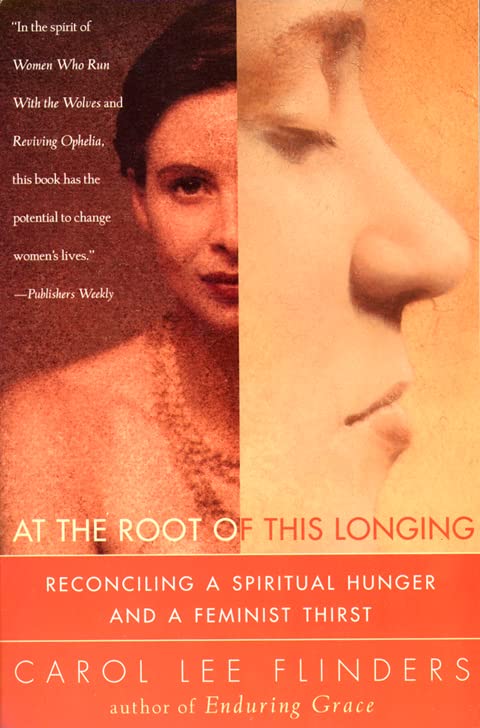 “In the spirit of
Women Who Run
With the Wolves and
Reviving Ophelia,
this book has the
potential to change
women's lives.”
—Publishers Weekly
AT THE ROOT OF THIS LONGING
RECONCILING A SPIRITUAL HUNGER
AND A FEMINIST THIRST
CAROL LEE FLINDERS
author of Enduring Grace